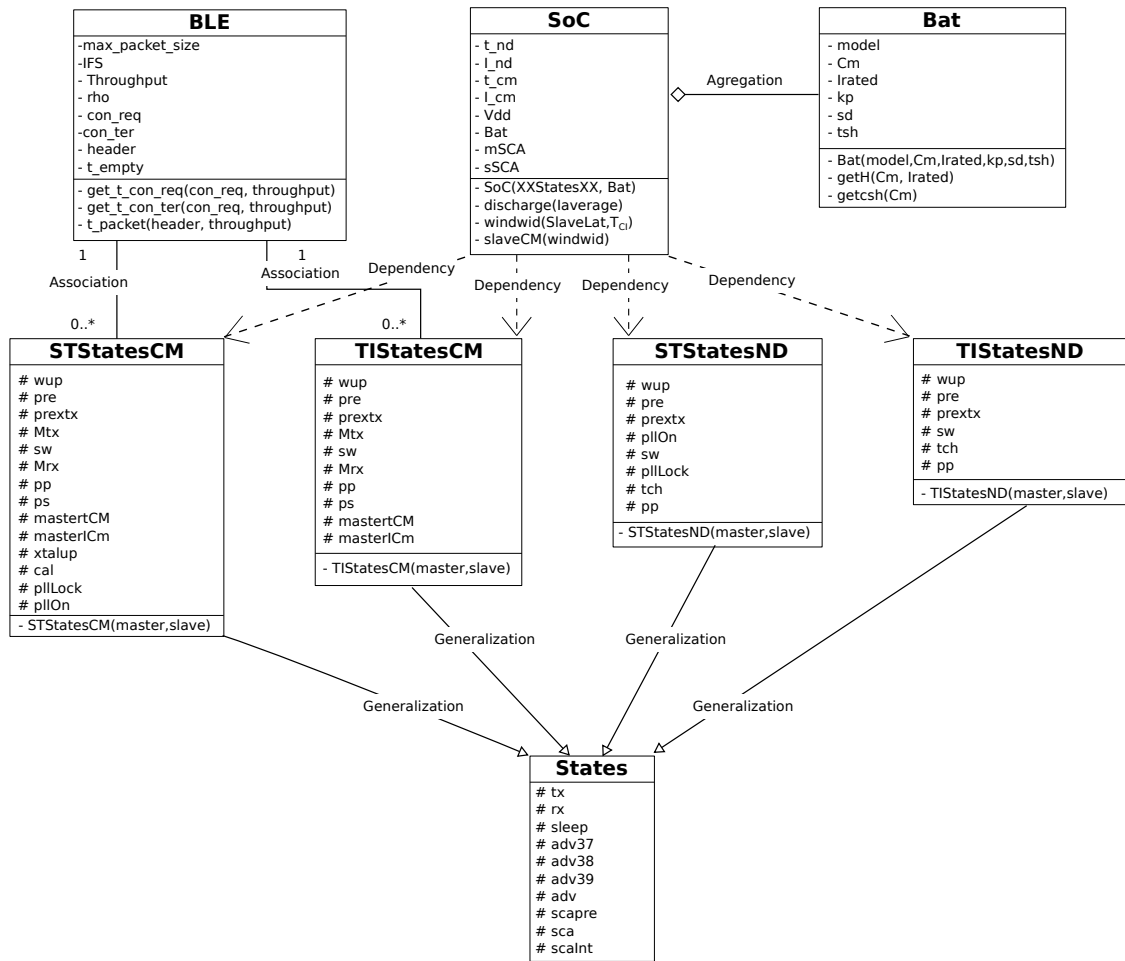 BLE
-max_packet_size
-IFS
- Throughput
- rho
- con_req
-con_ter
- header
- t_empty
- get_t_con_req(con_req, throughput)
- get_t_con_ter(con_req, throughput)
- t_packet(header, throughput)
SoC
- t_nd
- I_nd
- t_cm
- I_cm
- Vdd
- Bat
- mSCA
- sSCA
- SoC(XXStatesXX, Bat)
- discharge(Iaverage)
- windwid(SlaveLat,T_CI)
- slaveCM(windwid)
Agregation
Bat
- model
- Cm
- Irated
- kp
- sd
- tsh
- Bat(model,Cm,Irated,kp,sd,tsh)
- getH(Cm, Irated)
- getcsh(Cm)
1
Association
0..*
1
Association
0..*
Dependency
Dependency
Dependency
Dependency
STStatesCM
# wup
# pre
# prextx
# Mtx
# sw
# Mrx
# pp
# ps
# mastertCM
# masterICm
# xtalup
# cal
# pllLock
# pllOn
- STStatesCM(master,slave)
TIStatesCM
# wup
# pre
# prextx
# Mtx
# sw
# Mrx
# pp
# ps
# mastertCM
# masterICm
- TIStatesCM(master,slave)
STStatesND
# wup
# pre
# prextx
# pllOn
# sw
# pllLock
# tch
# pp
- STStatesND(master,slave)
TIStatesND
# wup
# pre
# prextx
# sw
# tch
# pp
- TIStatesND(master,slave)
Generalization
Generalization
Generalization
Generalization
States
# tx
# rx
# sleep
# adv37
# adv38
# adv39
# adv
# scapre
# sca
# scaInt